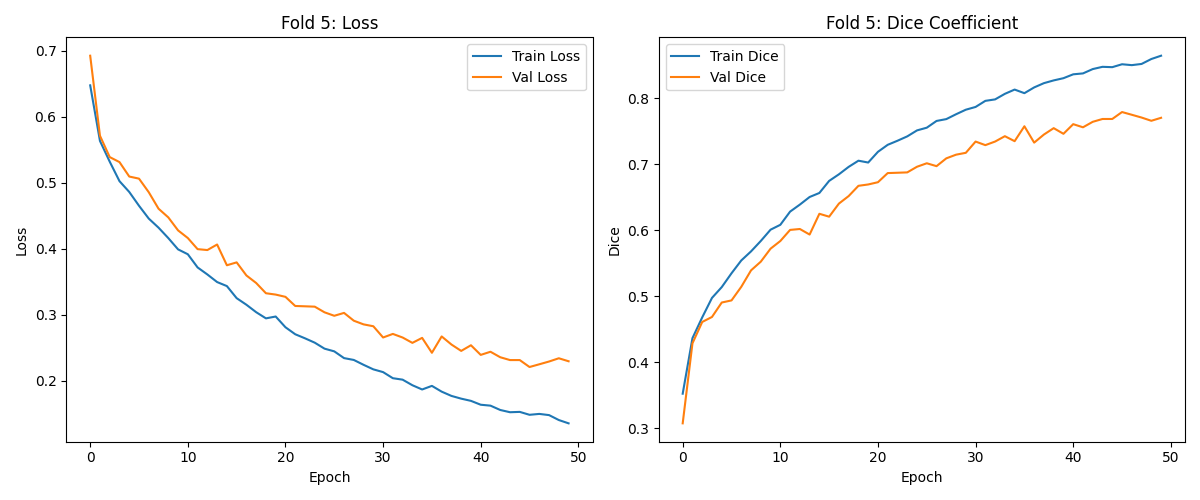 Fold 5: Loss
Train Loss
Val Loss
0.7
0.6
0.5
0.4
0.3
0.2
Loss
0 10 20 30 40 50
Epoch
Fold 5: Dice Coefficient
Train Dice
Val Dice
0.8
0.7
0.6
0.5
0.4
0.3
Dice
0 10 20 30 40 50
Epoch